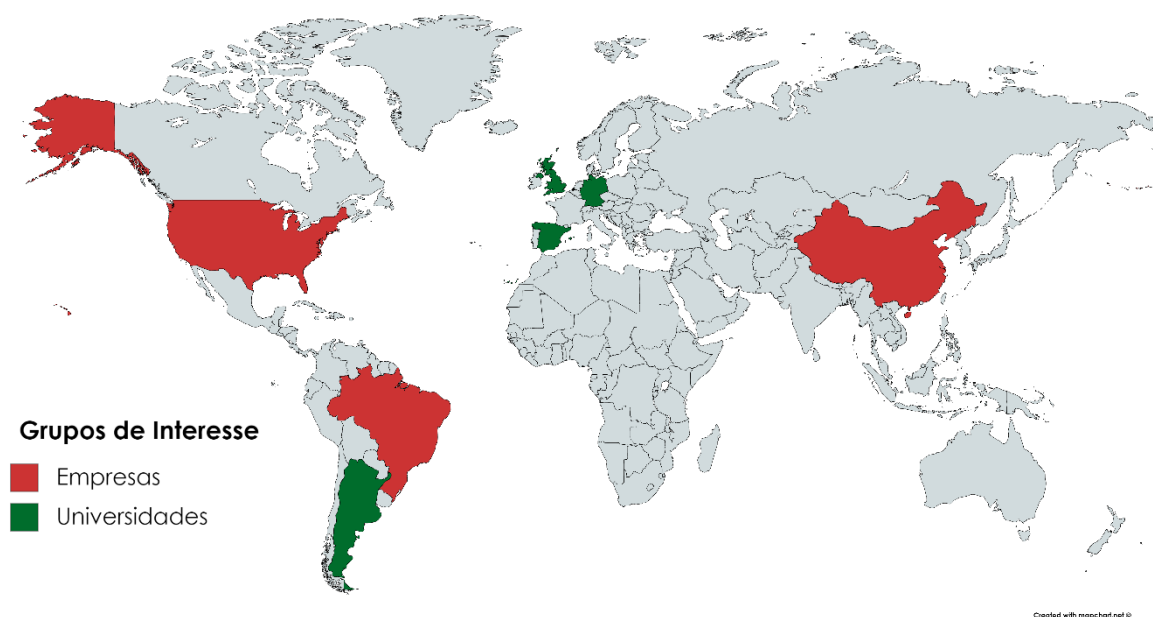 Grupos de Interesse
Empresas
Universidades
Created with mapchart.net ©